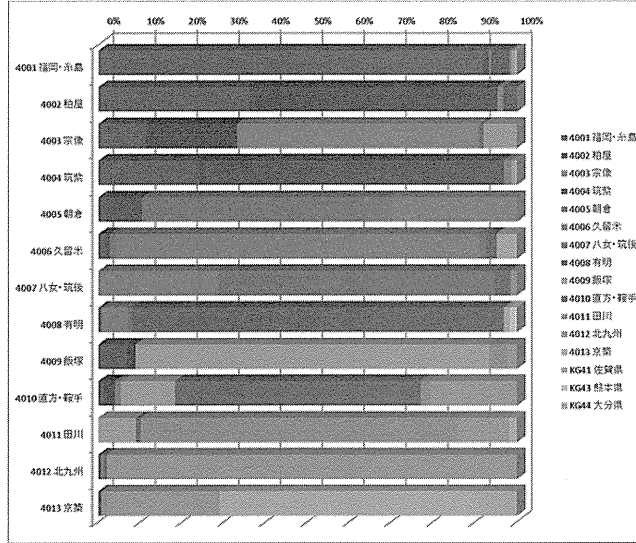 0% 10% 20% 30% 40% 50% 60% 70% 80% 90% 100%
4001 福岡・糸島
4002 粕屋
4003 宗像
4004 筑紫
4005 朝倉
4006 久留米
4007 八女・筑後
4008 有明
4009 飯塚
4010 直方・鞍手
4011 田川
4012 北九州
4013 京築
4001 福岡・糸島
4002 粕屋
4003 宗像
4004 筑紫
4005 朝倉
4006 久留米
4007 八女・筑後
4008 有明
4009 飯塚
4010 直方・鞍手
4011 田川
4012 北九州
4013 京築
KG41 佐賀県
KG43 熊本県
KG44 大分県